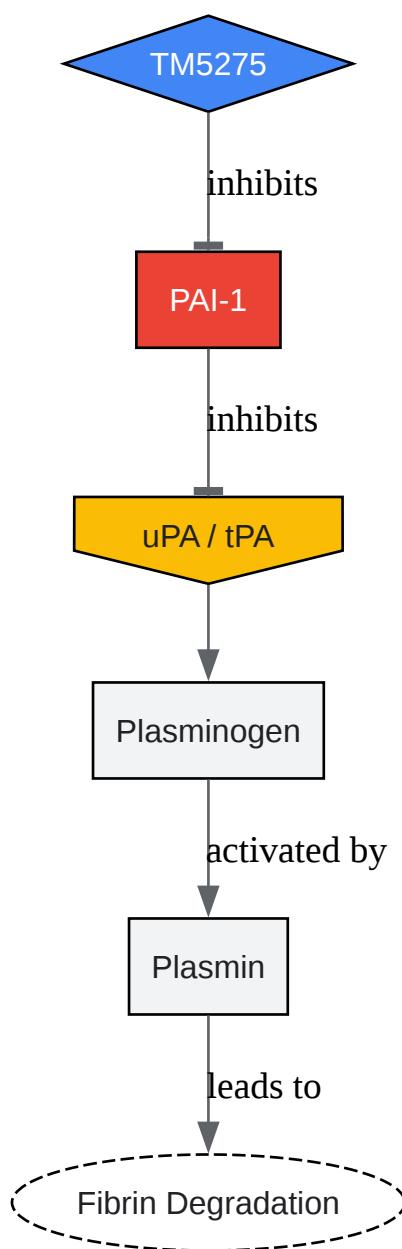 TM5275
inhibits
PAI-1
inhibits
uPA / tPA
Plasminogen
activated by
Plasmin
leads to
Fibrin Degradation